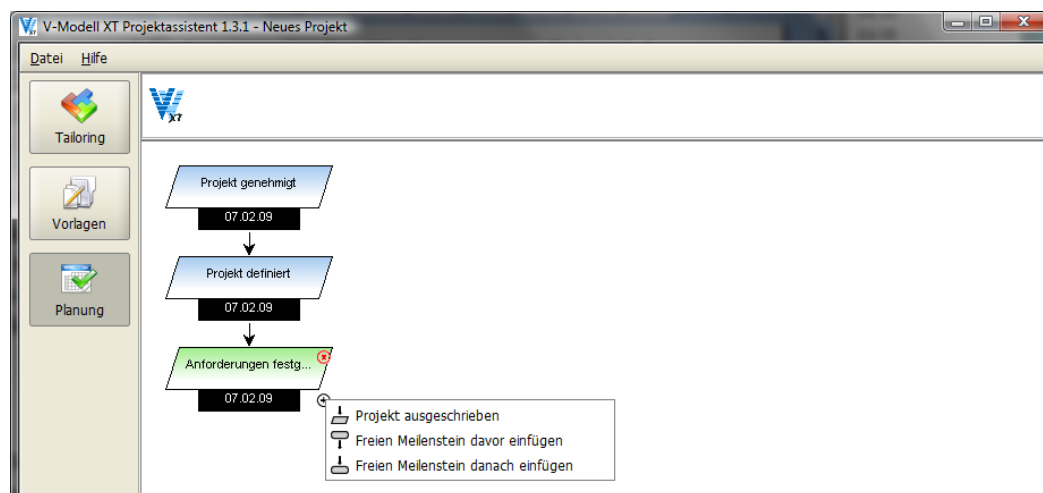 V-Modell XT Projektassistent 1.3.1 - Neues Projekt
Datei Hilfe
Tailoring
XT
Vorlagen
Planung
Projekt genehmigt
07.02.09
Projekt definiert
07.02.09
Anforderungen festg...
07.02.09
Projekt ausgeschrieben
Freien Meilenstein davor einfügen
Freien Meilenstein danach einfügen